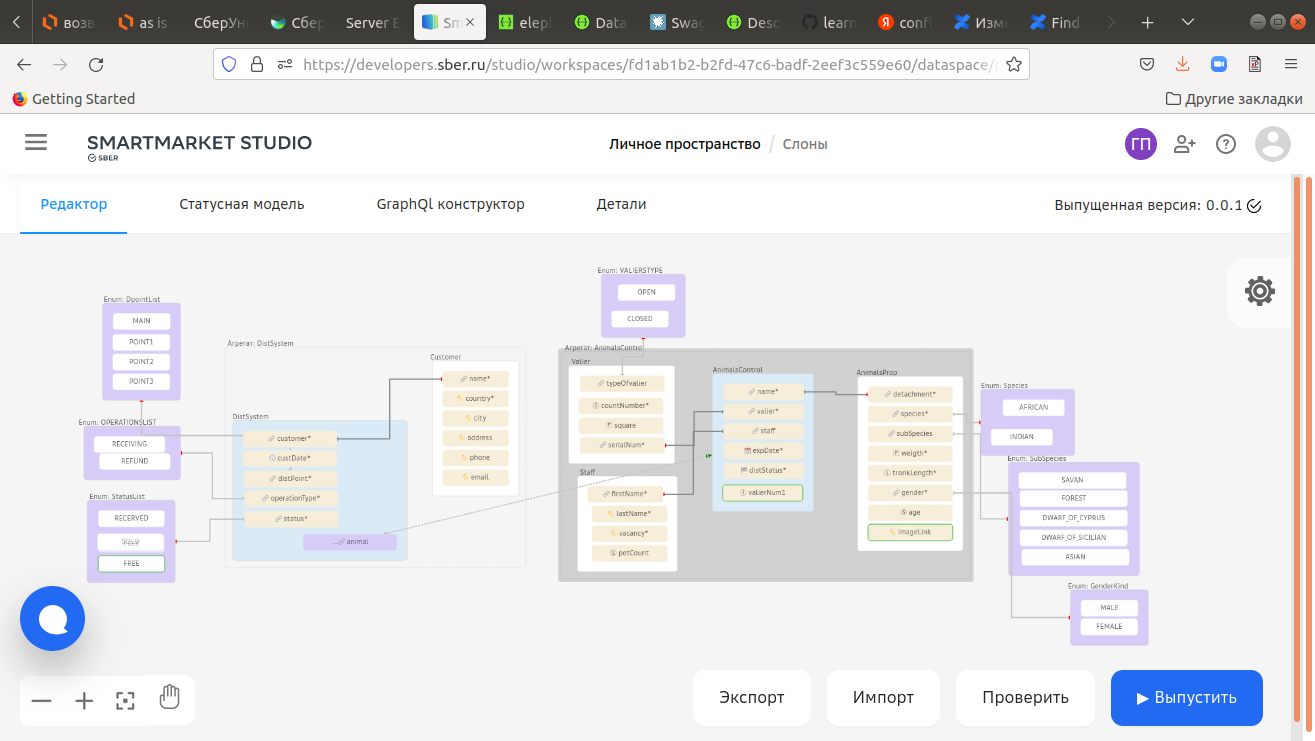 возв
as is
СберУн
Сбер
Server E
Sm
elep
Data
Swag
Desc
learn
conf
Изме
Find
https://developers.sber.ru/studio/workspaces/fd1ab1b2-b2fd-47c6-badf-2eef3c559e60/dataspace/
Getting Started
Другие закладки
SMARTMARKET STUDIO
SBER
Личное пространство / Слоны
ГП
Редактор
Статусная модель
GraphQl конструктор
Детали
Выпущенная версия: 0.0.1
Enum: DpointList
MAIN
POINT1
POINT2
POINT3
Enum: OPERATIONSLIST
RECEIVING
REFUND
Enum: StatusList
RECERVED
FREE
Агрегат: DistSystem
DistSystem
customer*
custDate*
distPoint*
operationType*
status*
...animal
Customer
name*
country*
city
address
phone
email
Enum: VALIERSTYPE
OPEN
CLOSED
Агрегат: AnimalsContro
Valier
typeOfvalier
countNumber*
square
serialNum*
Staff
firstName*
lastName*
vacancy*
petCount
AnimalsControl
name*
valier*
staff
expDate*
distStatus*
valierNum1
AnimalsProp
detachment*
species*
subSpecies
weigth*
tronkLength*
gender*
age
imageLink
Enum: Species
AFRICAN
INDIAN
Enum: SubSpecies
SAVAN
FOREST
DWARF_OF_CYPRUS
DWARF_OF_SICILIAN
ASIAN
Enum: GenderKind
MALE
FEMALE
Экспорт
Импорт
Проверить
Выпустить